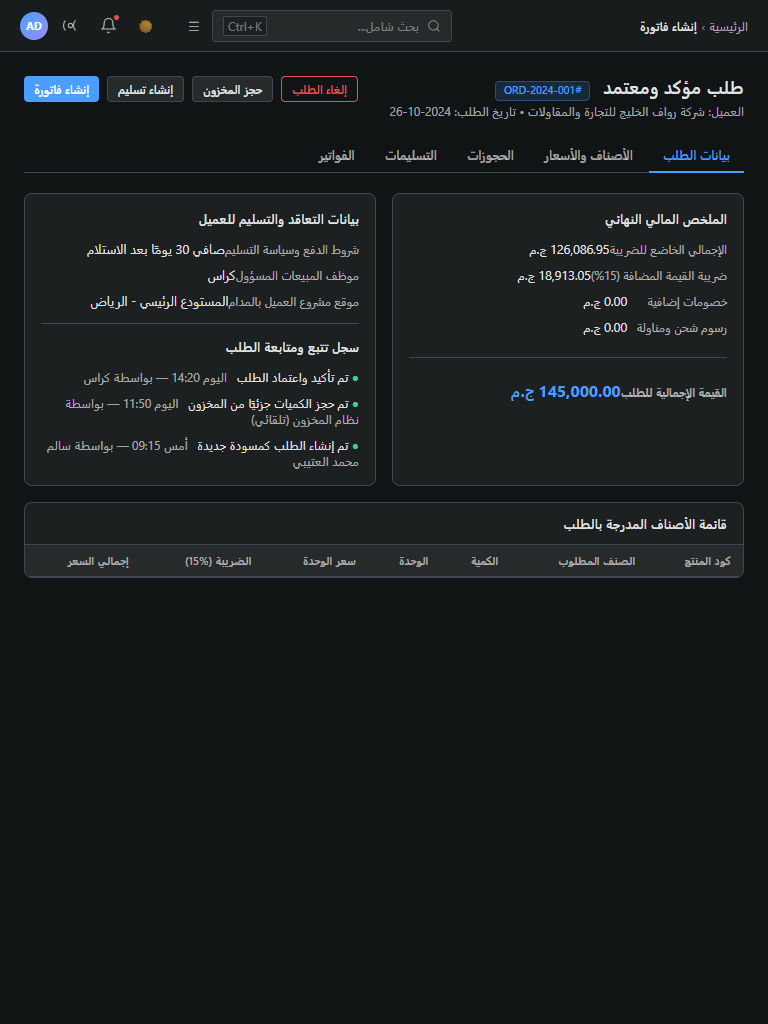 الرئيسية › إنشاء فاتورة
بحث شامل... Ctrl+K
☰
AD
طلب مؤكد ومعتمد #ORD-2024-001
العميل: شركة رواف الخليج للتجارة والمقاولات • تاريخ الطلب: 2024-10-26
إلغاء الطلب
حجز المخزون
إنشاء تسليم
إنشاء فاتورة
بيانات الطلب
الأصناف والأسعار
الحجوزات
التسليمات
الفواتير
الملخص المالي النهائي
الإجمالي الخاضع للضريبة 126,086.95 ج.م
ضريبة القيمة المضافة (15%) 18,913.05 ج.م
خصومات إضافية 0.00 ج.م
رسوم شحن ومناولة 0.00 ج.م
القيمة الإجمالية للطلب 145,000.00 ج.م
بيانات التعاقد والتسليم للعميل
شروط الدفع وسياسة التسليم صافي 30 يومًا بعد الاستلام
موظف المبيعات المسؤول كراس
موقع مشروع العميل بالمدام المستودع الرئيسي - الرياض
سجل تتبع ومتابعة الطلب
● تم تأكيد واعتماد الطلب اليوم 14:20 — بواسطة كراس
● تم حجز الكميات جزئيًا من المخزون اليوم 11:50 — بواسطة
نظام المخزون (تلقائي)
● تم إنشاء الطلب كمسودة جديدة أمس 09:15 — بواسطة سالم
محمد العتيبي
قائمة الأصناف المدرجة بالطلب
كود المنتج الصنف المطلوب الكمية الوحدة سعر الوحدة الضريبة (15%) إجمالي السعر